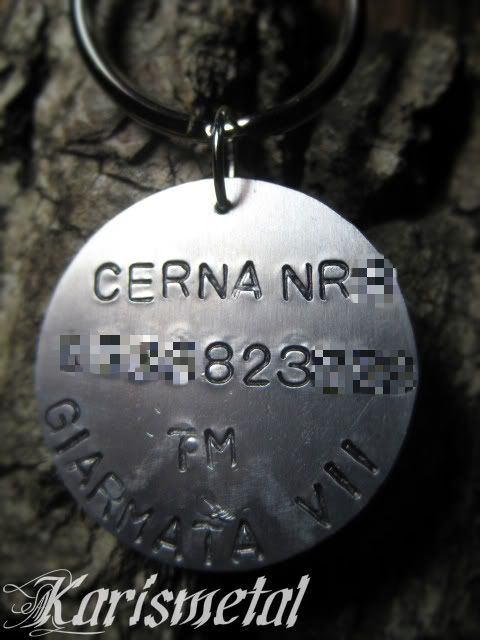 CERNA NR
823
TM
GIARMATA VII
Karismetal